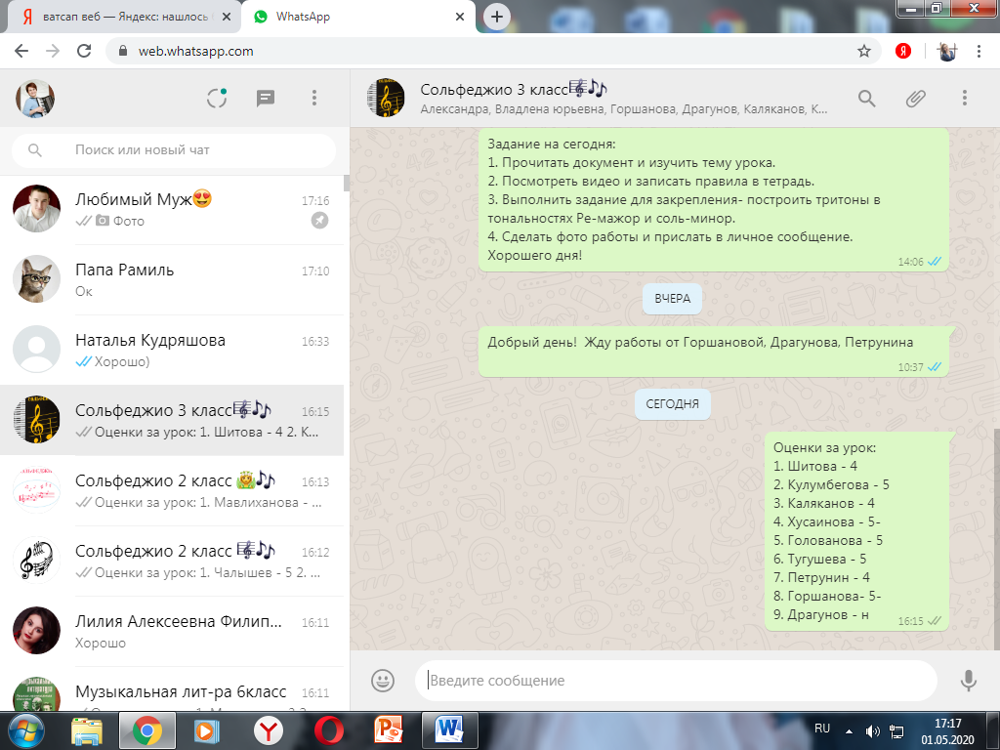 ватсап веб — Яндекс: нашлось
WhatsApp
web.whatsapp.com
Поиск или новый чат
Любимый Муж😍 17:16
Фото
Папа Рамиль 17:10
Ок
Наталья Кудряшова 16:33
Хорошо)
Сольфеджио 3 класс🎼🎶 16:15
Оценки за урок: 1. Шитова - 4 2. К...
Сольфеджио 2 класс 🎶 16:13
Оценки за урок: 1. Мавлиханова - ...
Сольфеджио 2 класс 🎼🎶 16:12
Оценки за урок: 1. Чалышев - 5 2. ...
Лилия Алексеевна Филип... 16:11
Хорошо
Музыкальная лит-ра 6класс 16:11
Сольфеджио 3 класс🎼🎶
Александра, Владлена юрьевна, Горшанова, Драгунов, Каляканов, К...
Задание на сегодня:
1. Прочитать документ и изучить тему урока.
2. Посмотреть видео и записать правила в тетрадь.
3. Выполнить задание для закрепления- построить тритоны в
тональностях Ре-мажор и соль-минор.
4. Сделать фото работы и прислать в личное сообщение.
Хорошего дня!
14:06
ВЧЕРА
Добрый день!  Жду работы от Горшановой, Драгунова, Петрунина
10:37
СЕГОДНЯ
Оценки за урок:
1. Шитова - 4
2. Кулумбегова - 5
3. Каляканов - 4
4. Хусаинова - 5-
5. Голованова - 5
6. Тугушева - 5
7. Петрунин - 4
8. Горшанова- 5-
9. Драгунов - н
16:15
Введите сообщение
RU
17:17
01.05.2020